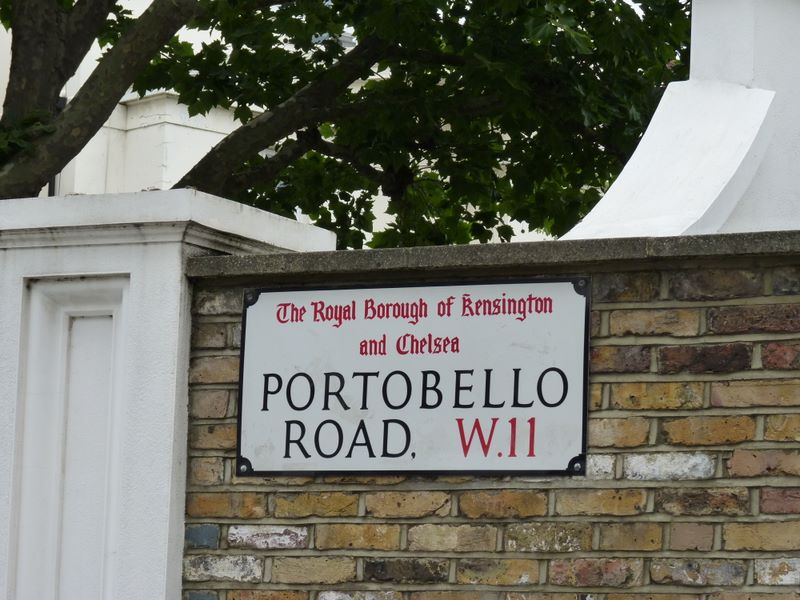 The Royal Borough of Kensington
and Chelsea
PORTOBELLO
ROAD, W.11